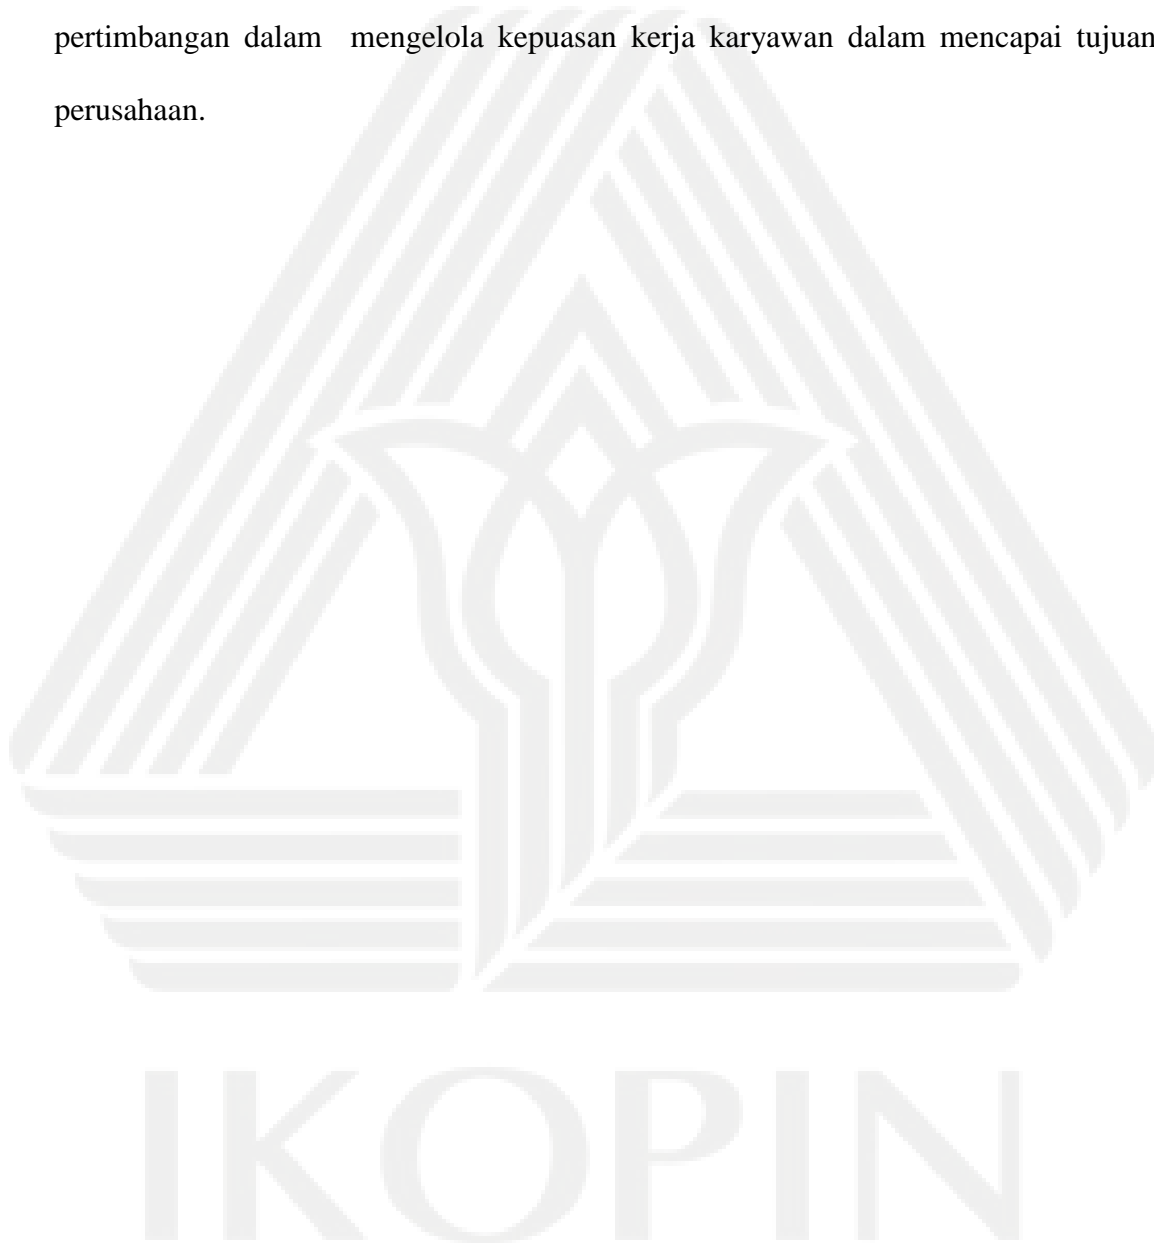 pertimbangan dalam mengelola kepuasan kerja karyawan dalam mencapai tujuan
perusahaan.
IKOPIN